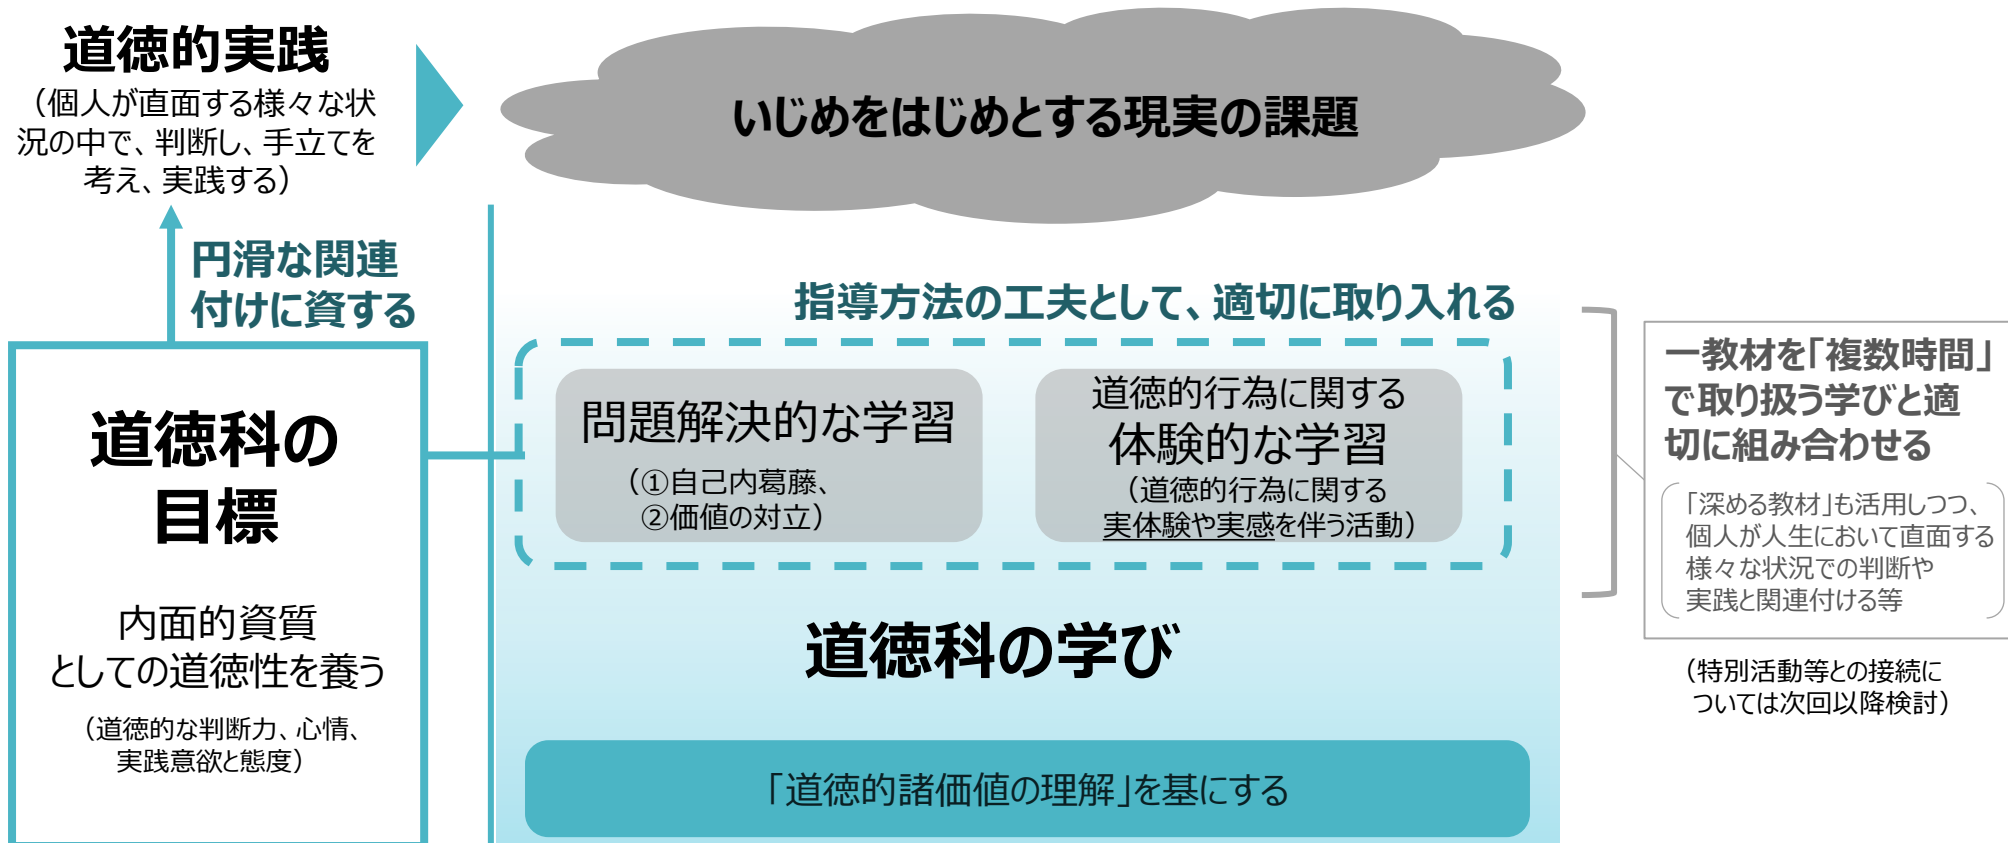 道徳的実践
（個人が直面する様々な状
況の中で、判断し、手立てを
考え、実践する）
いじめをはじめとする現実の課題
円滑な関連
付けに資する
道徳科の
目標
内面的資質
としての道徳性を養う
（道徳的な判断力、心情、
実践意欲と態度）
指導方法の工夫として、適切に取り入れる
問題解決的な学習
（①自己内葛藤、
②価値の対立）
道徳的行為に関する
体験的な学習
（道徳的行為に関する
実体験や実感を伴う活動）
道徳科の学び
「道徳的諸価値の理解」を基にする
一教材を「複数時間」
で取り扱う学びと適
切に組み合わせる
「深める教材」も活用しつつ、
個人が人生において直面する
様々な状況での判断や
実践と関連付ける等
（特別活動等との接続に
ついては次回以降検討）